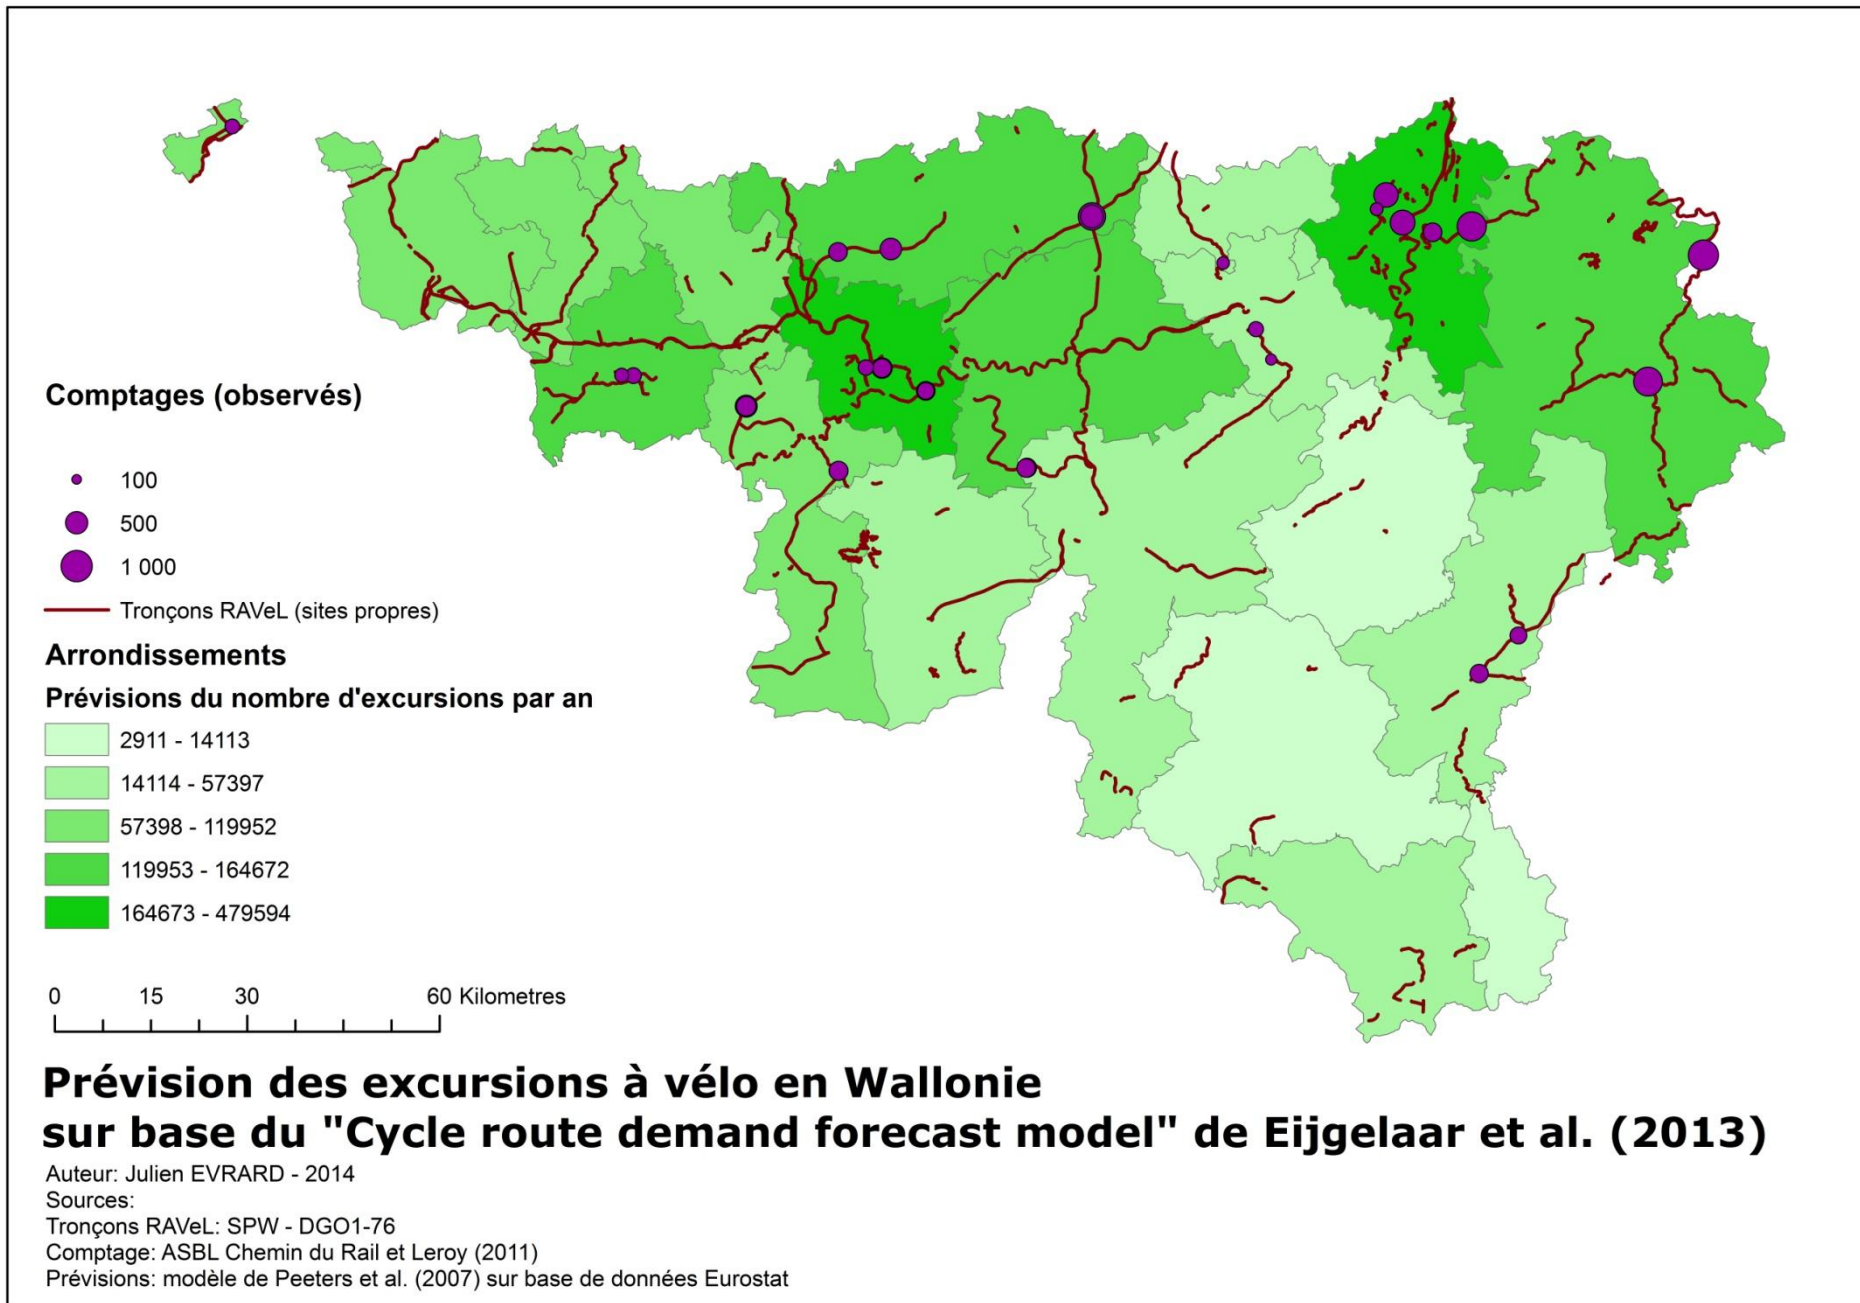 Comptages (observés)
100
500
1 000
Tronçons RAVeL (sites propres)
Arrondissements
Prévisions du nombre d'excursions par an
2911 - 14113
14114 - 57397
57398 - 119952
119953 - 164672
164673 - 479594
0 15 30 60 Kilometres
Prévision des excursions à vélo en Wallonie
sur base du "Cycle route demand forecast model" de Eijgelaar et al. (2013)
Auteur: Julien EVRARD - 2014
Sources:
Tronçons RAVeL: SPW - DGO1-76
Comptage: ASBL Chemin du Rail et Leroy (2011)
Prévisions: modèle de Peeters et al. (2007) sur base de données Eurostat